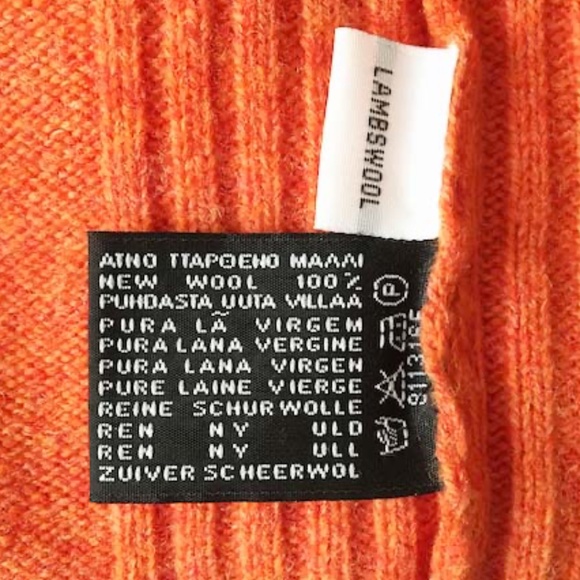 LAMBSWOOL
ΑΓΝΟ ΠΑΡΘΕΝΟ ΜΑΛΛΙ
NEW WOOL 100%
PUHDASTA UUTA VILLAA
PURA LÃ VIRGEM
PURA LANA VERGINE
PURA LANA VIRGEN
PURE LAINE VIERGE
REINE SCHURWOLLE
REN NY ULD
REN NY ULL
ZUIVER SCHEERWOL
P